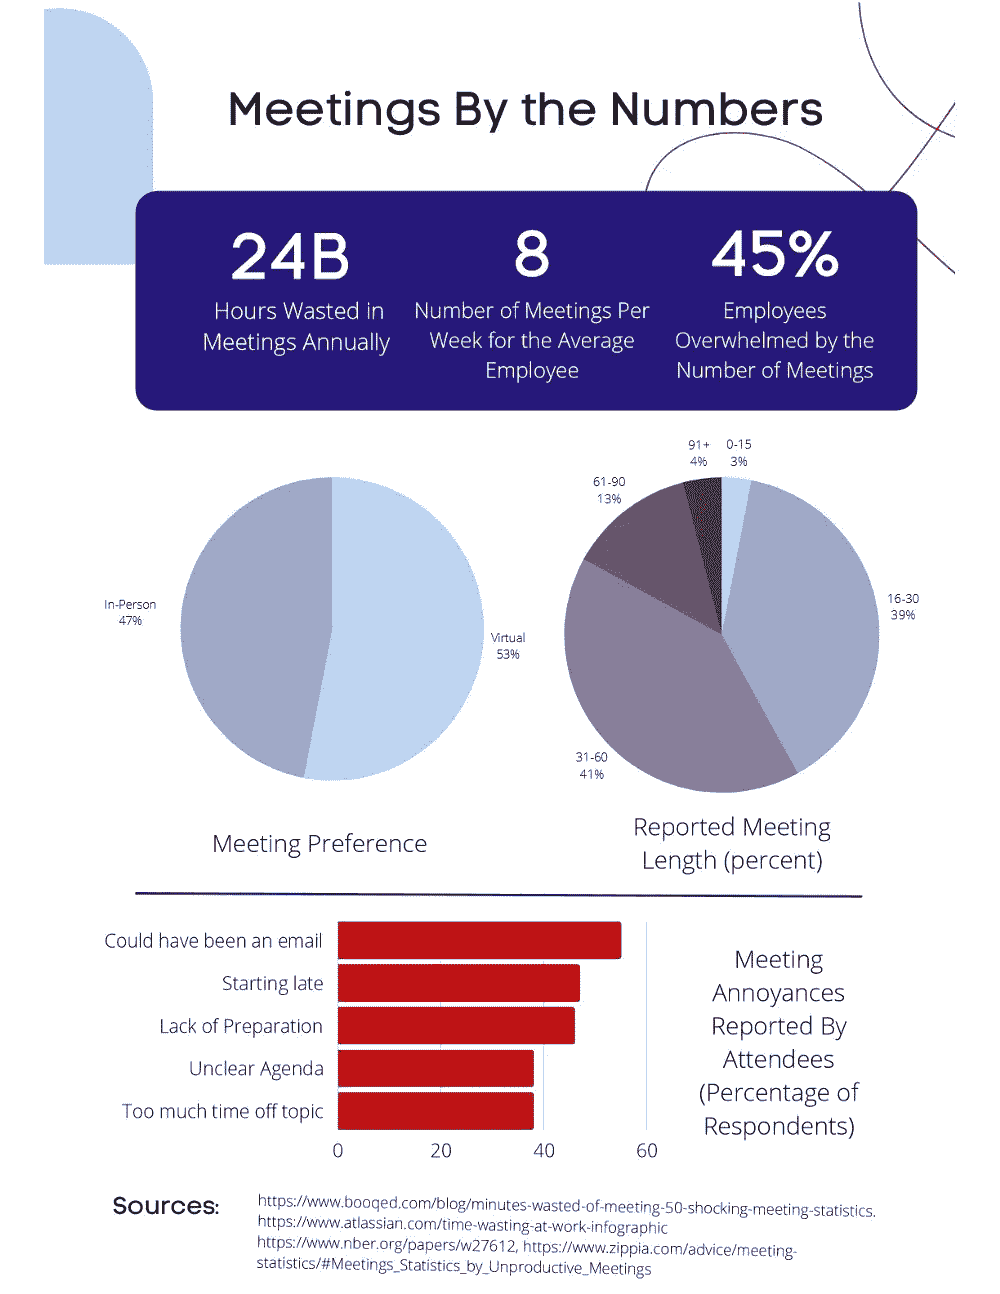 Meetings By the Numbers
24B
Hours Wasted in
Meetings Annually
8
Number of Meetings Per
Week for the Average
Employee
45%
Employees
Overwhelmed by the
Number of Meetings
In-Person
47%
Virtual
53%
Meeting Preference
91+
4%
0-15
3%
61-90
13%
16-30
39%
31-60
41%
Reported Meeting
Length (percent)
Could have been an email
Starting late
Lack of Preparation
Unclear Agenda
Too much time off topic
0
20
40
60
Meeting
Annoyances
Reported By
Attendees
(Percentage of
Respondents)
Sources:
https://www.booqed.com/blog/minutes-wasted-of-meeting-50-shocking-meeting-statistics.
https://www.atlassian.com/time-wasting-at-work-infographic
https://www.nber.org/papers/w27612, https://www.zippia.com/advice/meeting-
statistics/#Meetings_Statistics_by_Unproductive_Meetings